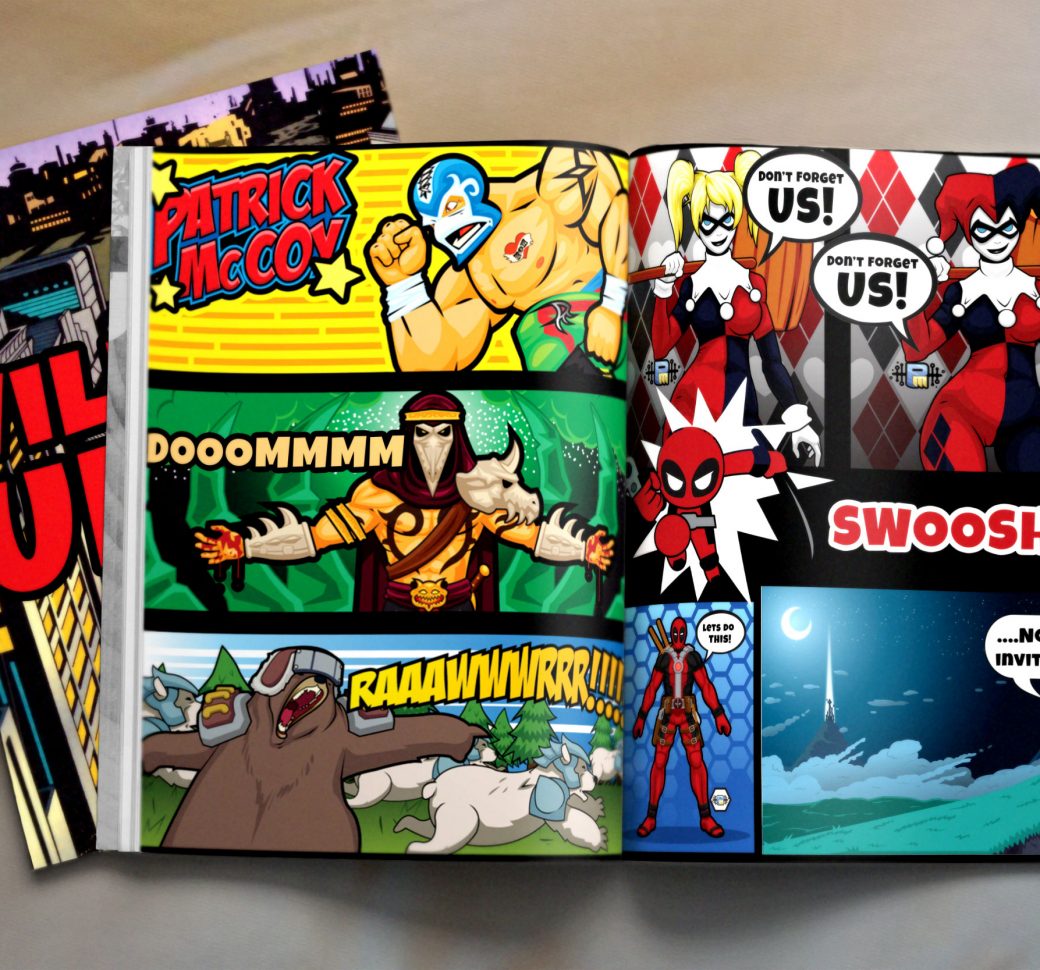 PATRICK
McCOY
DOOOMMMM
RAAAWWWRRR!!!!
DON'T FORGET
US!
DON'T FORGET
US!
SWOOSH
LETS DO
THIS!